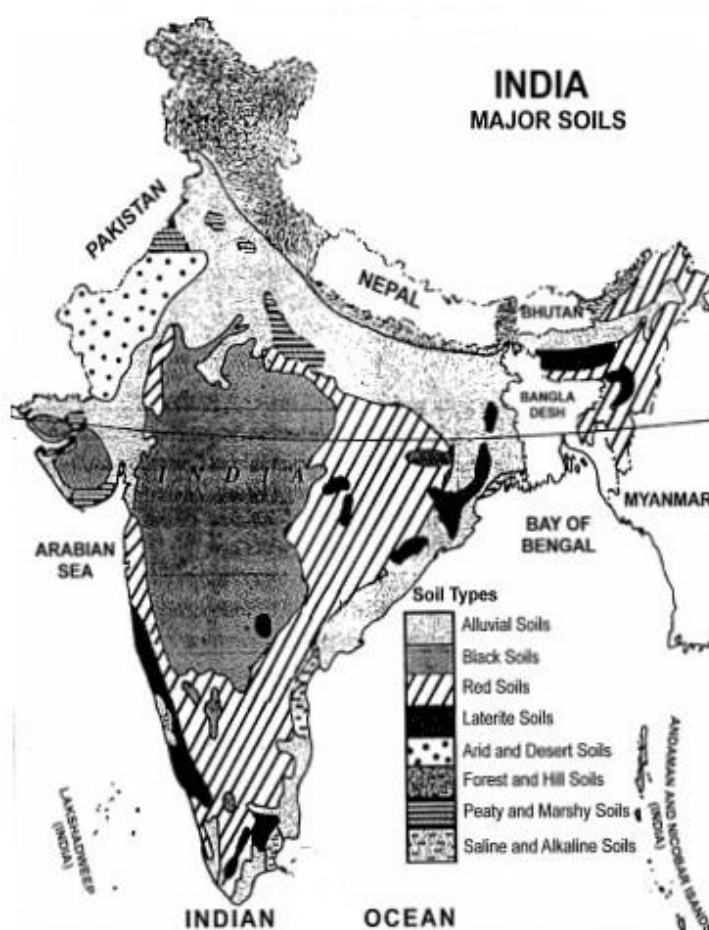 INDIA
MAJOR SOILS
PAKISTAN
NEPAL
BHUTAN
BANGLA
DESH
INDIA
MYANMAR
ARABIAN
SEA
BAY OF
BENGAL
Soil Types
Alluvial Soils
Black Soils
Red Soils
Laterite Soils
Arid and Desert Soils
Forest and Hill Soils
Peaty and Marshy Soils
Saline and Alkaline Soils
LAKSHADWEEP
(INDIA)
ANDAMAN AND NICOBAR ISANDS
(INDIA)
INDIAN OCEAN